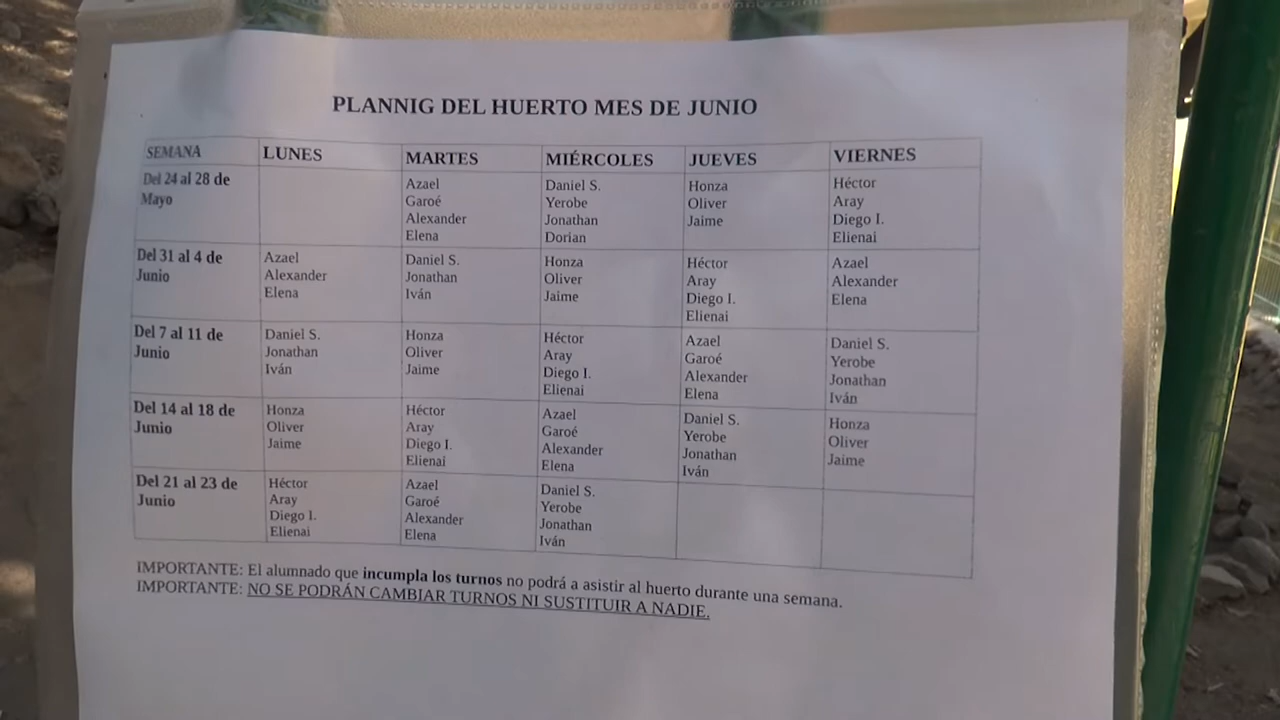 PLANNIG DEL HUERTO MES DE JUNIO
SEMANA LUNES MARTES MIÉRCOLES JUEVES VIERNES
Del 24 al 28 de
Mayo
Azael
Garoé
Alexander
Elena
Daniel S.
Yerobe
Jonathan
Dorian
Honza
Oliver
Jaime
Héctor
Aray
Diego I.
Elienai
Del 31 al 4 de
Junio
Azael
Alexander
Elena
Daniel S.
Jonathan
Iván
Honza
Oliver
Jaime
Héctor
Aray
Diego I.
Elienai
Azael
Alexander
Elena
Del 7 al 11 de
Junio
Daniel S.
Jonathan
Iván
Honza
Oliver
Jaime
Héctor
Aray
Diego I.
Elienai
Azael
Garoé
Alexander
Elena
Daniel S.
Yerobe
Jonathan
Iván
Del 14 al 18 de
Junio
Honza
Oliver
Jaime
Héctor
Aray
Diego I.
Elienai
Azael
Garoé
Alexander
Elena
Daniel S.
Yerobe
Jonathan
Iván
Honza
Oliver
Jaime
Del 21 al 23 de
Junio
Héctor
Aray
Diego I.
Elienai
Azael
Garoé
Alexander
Elena
Daniel S.
Yerobe
Jonathan
Iván
IMPORTANTE: El alumnado que incumpla los turnos no podrá a asistir al huerto durante una semana.
IMPORTANTE: NO SE PODRÁN CAMBIAR TURNOS NI SUSTITUIR A NADIE.